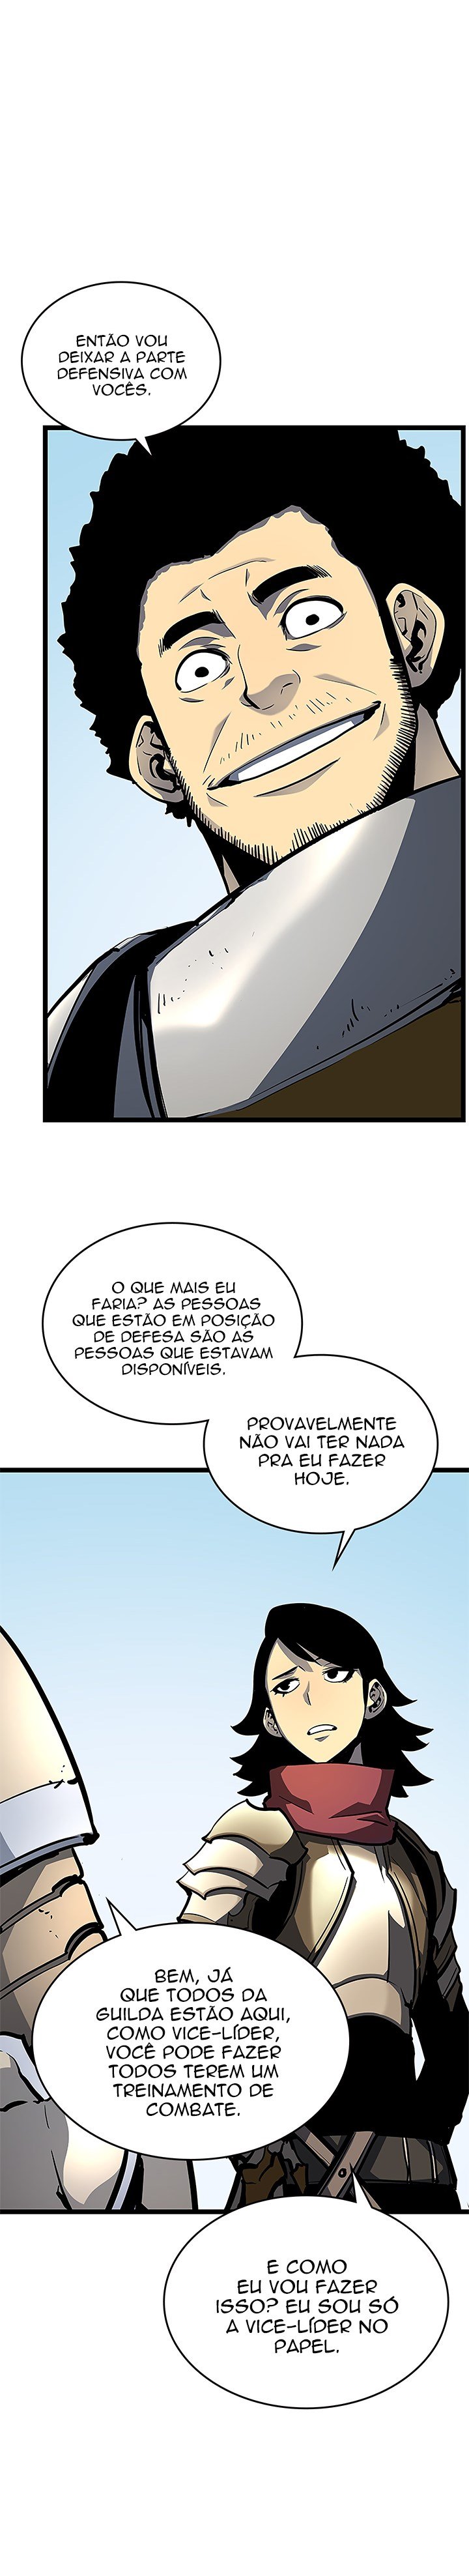 ENTÃO VOU
DEIXAR A PARTE
DEFENSIVA COM
VOCÊS.
O QUE MAIS EU
FARIA? AS PESSOAS
QUE ESTÃO EM POSIÇÃO
DE DEFESA SÃO AS
PESSOAS QUE ESTAVAM
DISPONÍVEIS.
PROVAVELMENTE
NÃO VAI TER NADA
PRA EU FAZER
HOJE.
BEM, JÁ
QUE TODOS DA
GUILDA ESTÃO AQUI,
COMO VICE-LÍDER,
VOCÊ PODE FAZER
TODOS TEREM UM
TREINAMENTO DE
COMBATE.
E COMO
EU VOU FAZER
ISSO? EU SOU SÓ
A VICE-LÍDER NO
PAPEL.